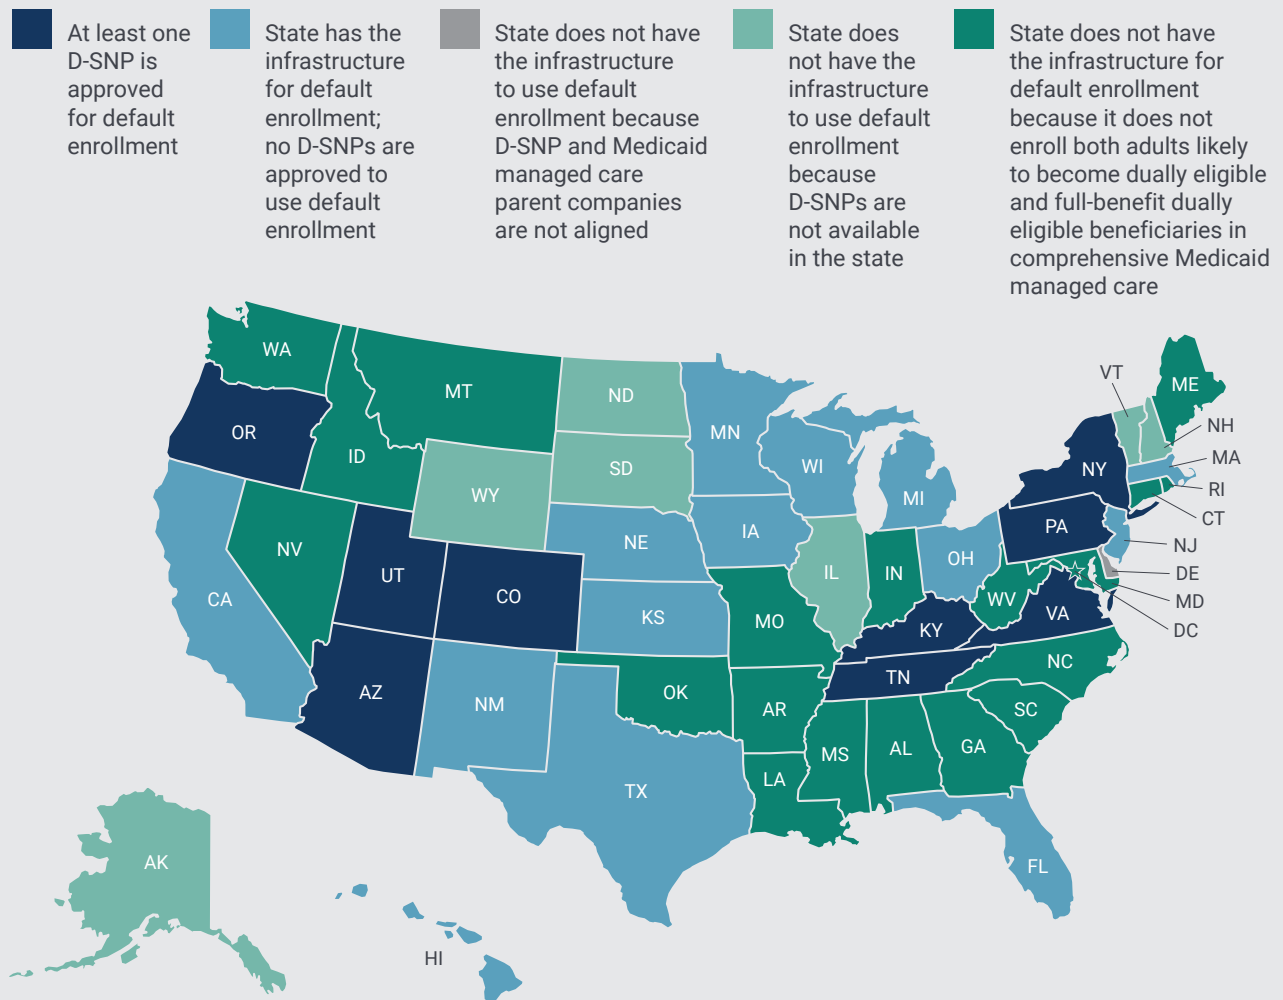 At least one
D-SNP is
approved
for default
enrollment
State has the
infrastructure
for default
enrollment;
no D-SNPs are
approved to
use default
enrollment
State does not have
the infrastructure
to use default
enrollment because
D-SNP and Medicaid
managed care
parent companies
are not aligned
State does
not have the
infrastructure
to use default
enrollment
because
D-SNPs are
not available
in the state
State does not have
the infrastructure for
default enrollment
because it does not
enroll both adults likely
to become dually eligible
and full-benefit dually
eligible beneficiaries in
comprehensive Medicaid
managed care
WA
MT
ND
VT
ME
OR
ID
MN
NH
SD
WI
NY
MA
WY
MI
RI
CT
NV
NE
IA
PA
NJ
UT
CO
IL
IN
OH
DE
CA
KS
MO
WV
VA
MD
DC
KY
AZ
NM
OK
TN
NC
AR
SC
MS
AL
GA
TX
LA
AK
FL
HI